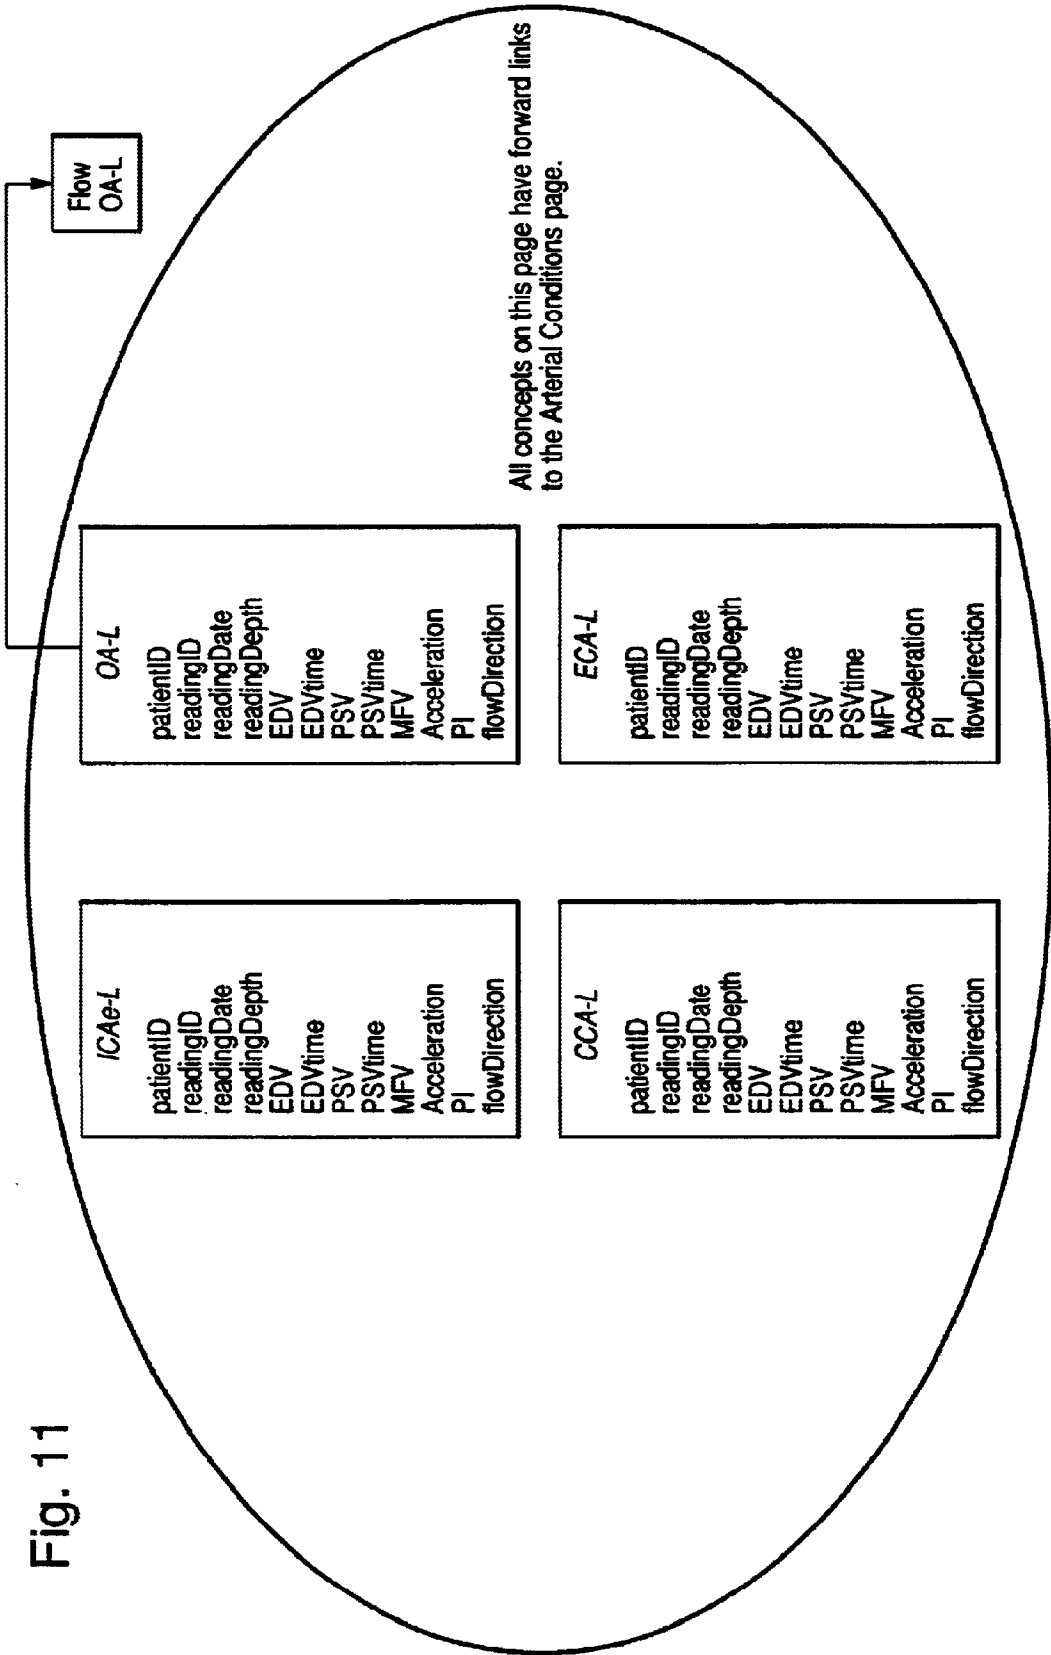 Fig. 11
Flow
OA-L
ICAe-L
patientID
readingID
readingDate
readingDepth
EDV
EDVtime
PSV
PSVtime
MFV
Acceleration
PI
flowDirection
OA-L
patientID
readingID
readingDate
readingDepth
EDV
EDVtime
PSV
PSVtime
MFV
Acceleration
PI
flowDirection
CCA-L
patientID
readingID
readingDate
readingDepth
EDV
EDVtime
PSV
PSVtime
MFV
Acceleration
PI
flowDirection
ECA-L
patientID
readingID
readingDate
readingDepth
EDV
EDVtime
PSV
PSVtime
MFV
Acceleration
PI
flowDirection
All concepts on this page have forward links
to the Arterial Conditions page.